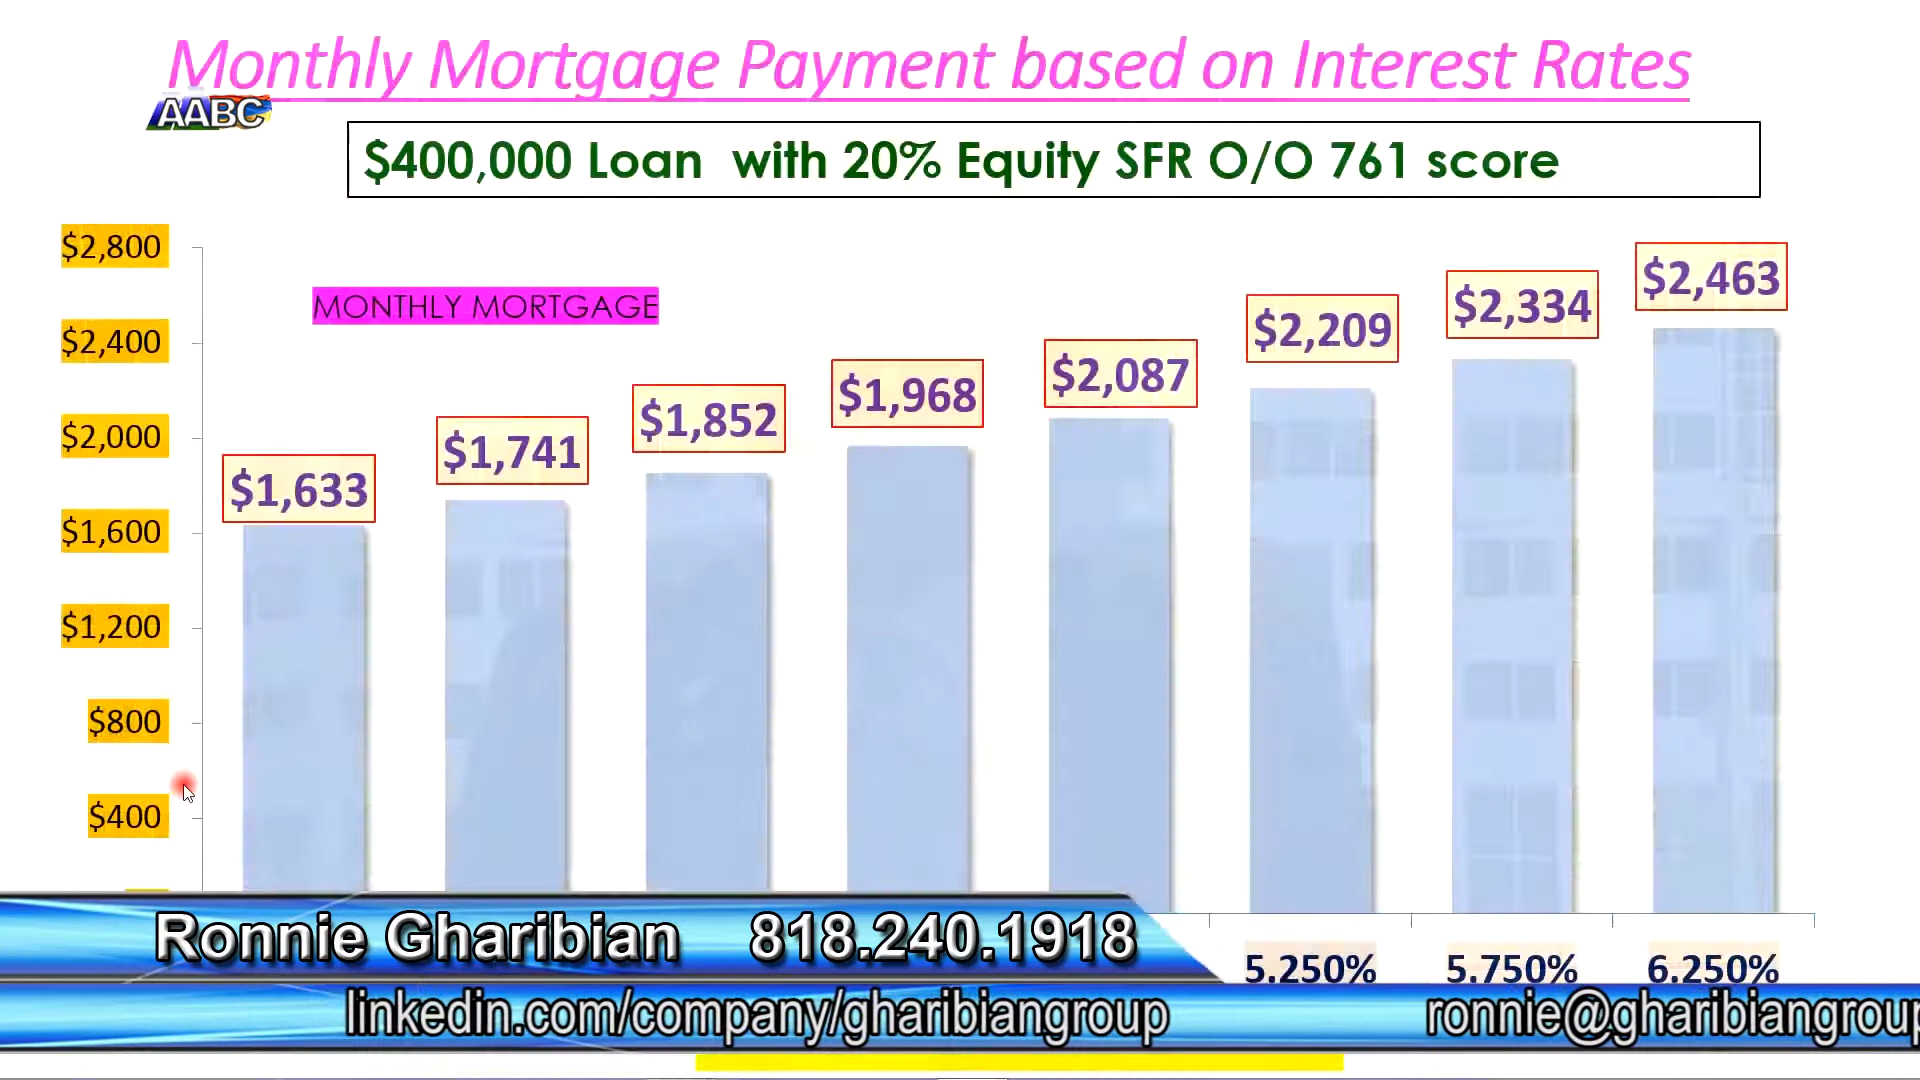 Monthly Mortgage Payment based on Interest Rates
AABC
$400,000 Loan with 20% Equity SFR O/O 761 score
$2,800
$2,400
$2,000
$1,600
$1,200
$800
$400
MONTHLY MORTGAGE
$1,633
$1,741
$1,852
$1,968
$2,087
$2,209
$2,334
$2,463
5.250%
5.750%
6.250%
Ronnie Gharibian 818.240.1918
linkedin.com/company/gharibiangroup
ronnie@gharibiangroup